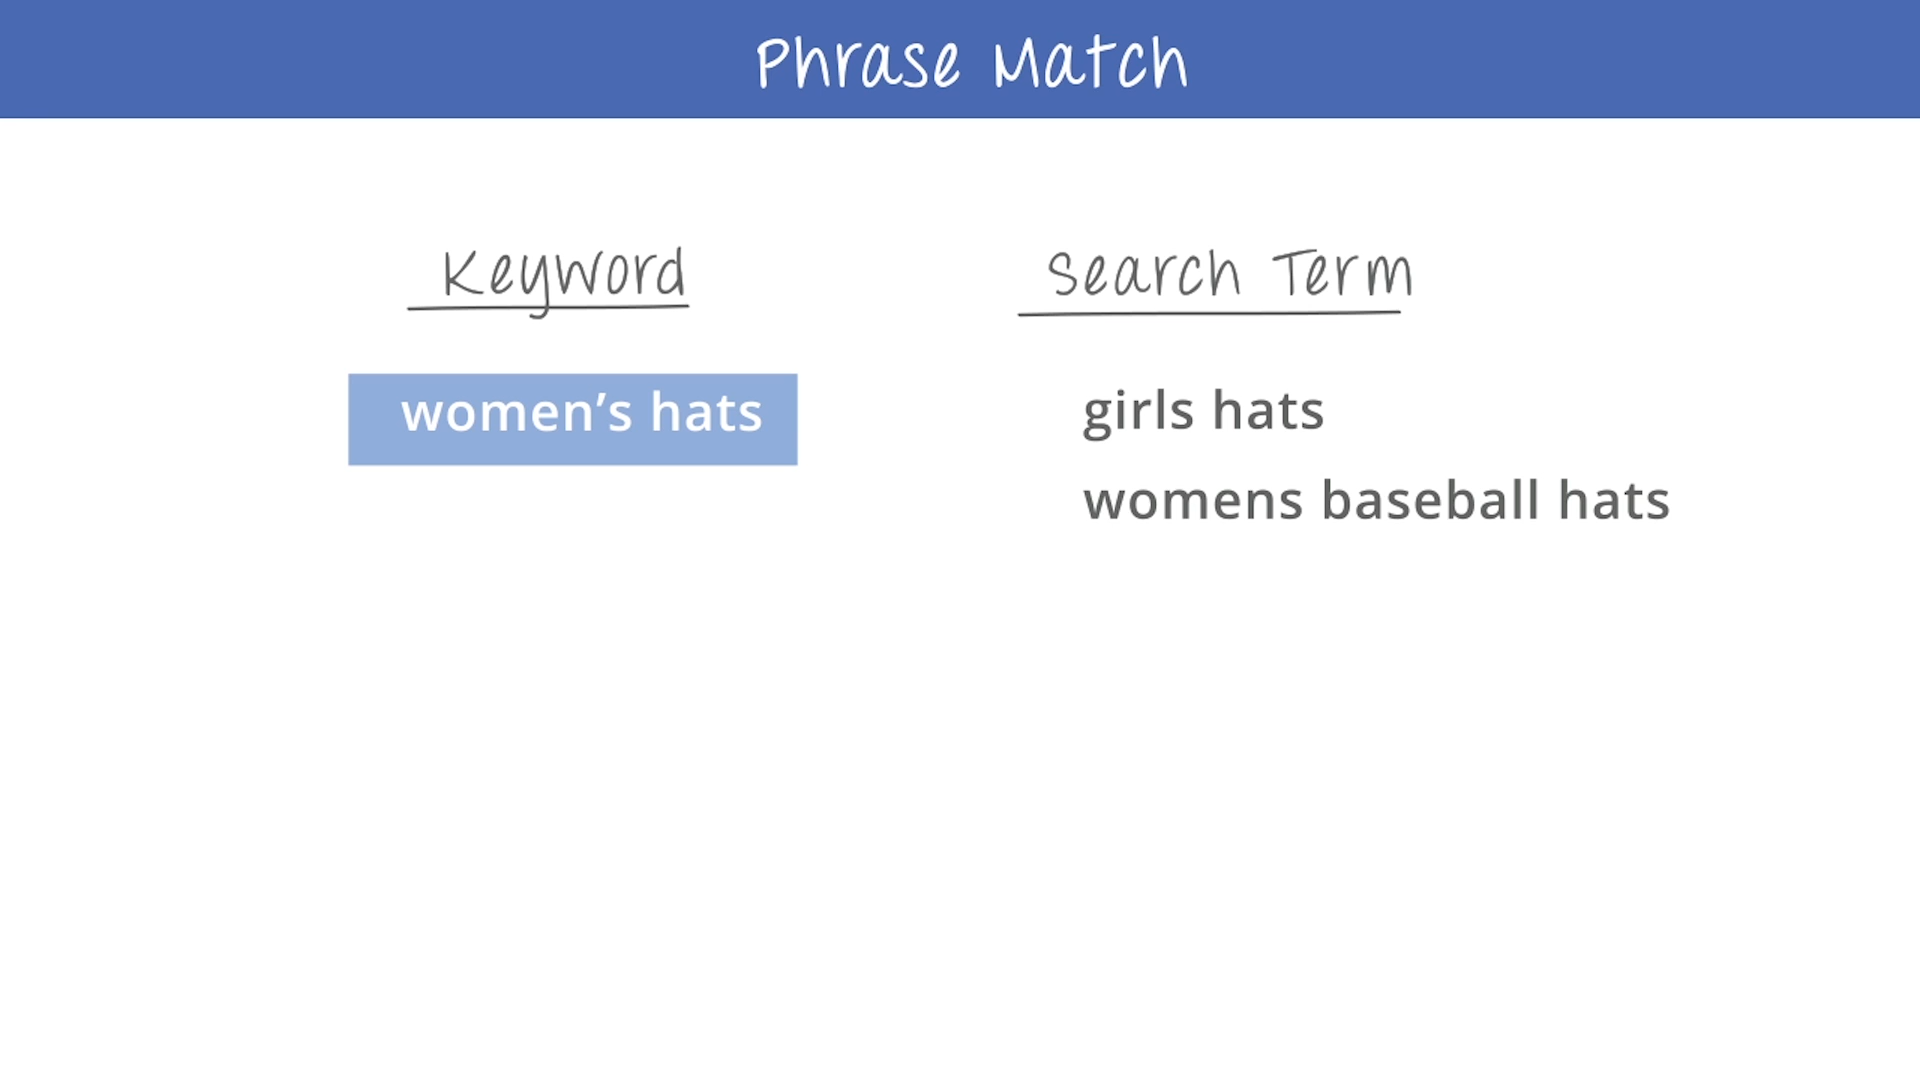 Phrase Match
Keyword
Search Term
women’s hats
girls hats
womens baseball hats